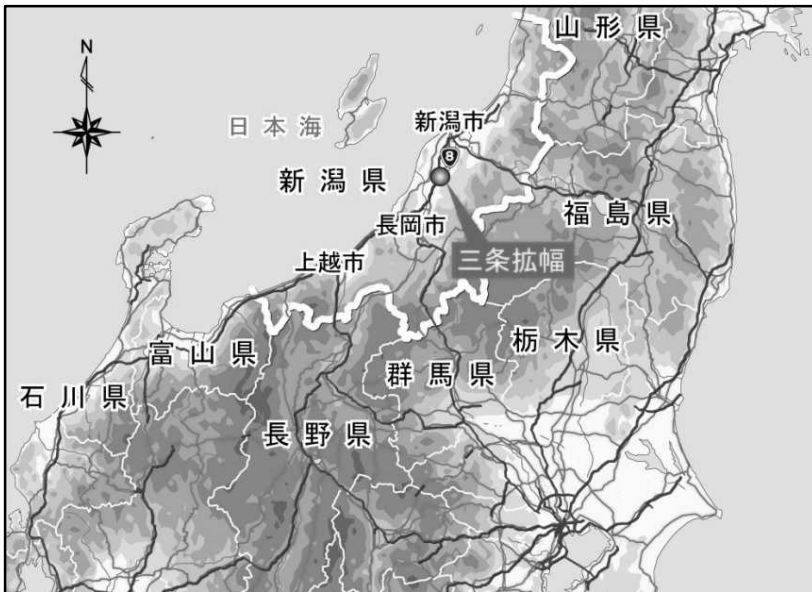 山形県
N
日本海
新潟市
8
新潟県
福島県
長岡市
三条拡幅
上越市
栃木県
富山県
群馬県
石川県
長野県